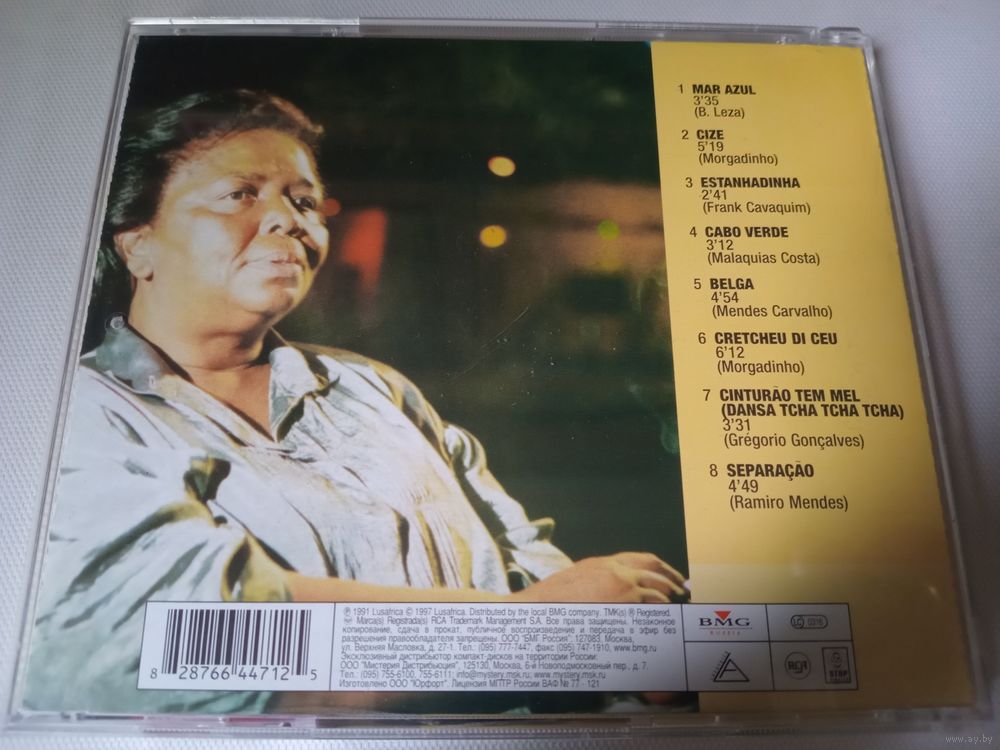 1 MAR AZUL
3'35
(B. Leza)
2 CIZE
5'19
(Morgadinho)
3 ESTANHADINHA
2'41
(Frank Cavaquim)
4 CABO VERDE
3'12
(Malaquias Costa)
5 BELGA
4'54
(Mendes Carvalho)
6 CRETCHEU DI CEU
6'12
(Morgadinho)
7 CINTURÃO TEM MEL
(DANSA TCHA TCHA TCHA)
3'31
(Grégorio Gonçalves)
8 SEPARAÇÃO
4'49
(Ramiro Mendes)
8 28766 44712 5
℗ 1991 Lusafrica © 1997 Lusafrica. Distributed by the local BMG company. TMK(s) ® Registered.
Marca(s) Registrada(s) RCA Trademark Management S.A. Все права защищены. Незаконное
копирование, сдача в прокат, публичное воспроизведение и передача в эфир без
разрешения правообладателя запрещены. ООО "БМГ Россия", 127083, Москва,
ул. Верхняя Масловка, д. 27-1. Тел.: (095) 777-7447, факс (095) 747-1910, www.bmg.ru
Эксклюзивный дистрибьютор компакт-дисков на территории России:
ООО "Мистерия Дистрибьюция", 125130, Москва, 6-й Новоподмосковный пер., д. 7.
Тел.: (095) 755-6100, 755-6111; info@mystery.msk.ru; www.mystery.msk.ru
Изготовлено ООО "Юрфорт". Лицензия МПТР России ВАФ № 77 - 121
BMG
RUSSIA
LC 0316
RCA
STOP
www.ay.by